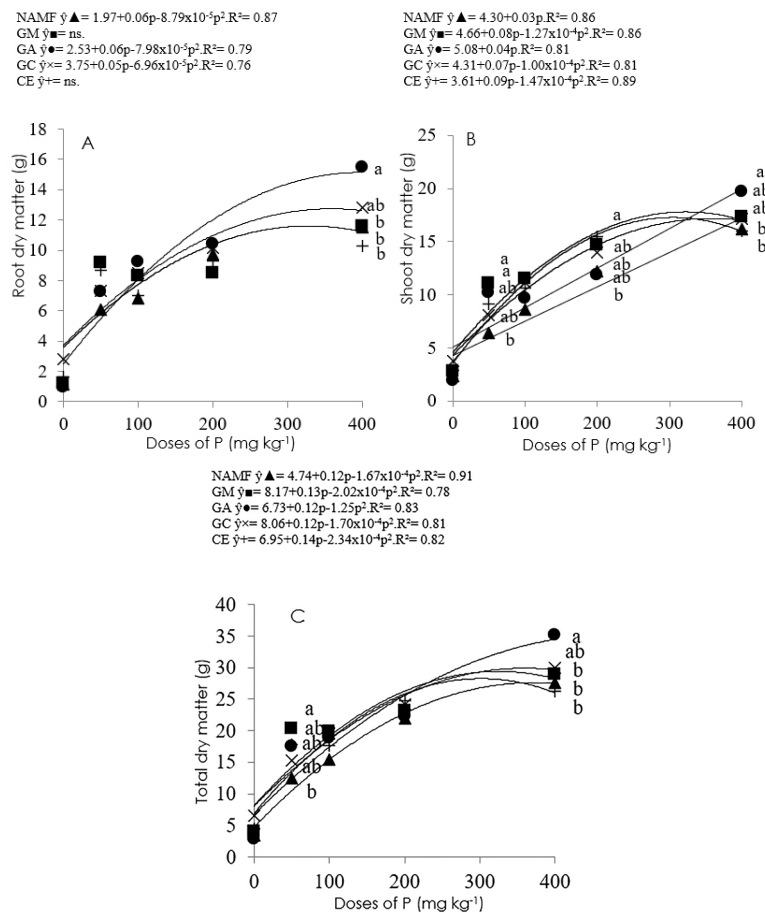 NAMF ŷ▲= 1.97+0.06p-8.79x10⁻⁵p².R²= 0.87
GM ŷ■= ns.
GA ŷ●= 2.53+0.06p-7.98x10⁻⁵p².R²= 0.79
GC ŷ×= 3.75+0.05p-6.96x10⁻⁵p².R²= 0.76
CE ŷ+= ns.
NAMF ŷ▲= 4.30+0.03p.R²= 0.86
GM ŷ■= 4.66+0.08p-1.27x10⁻⁴p².R²= 0.86
GA ŷ●= 5.08+0.04p.R²= 0.81
GC ŷ×= 4.31+0.07p-1.00x10⁻⁴p².R²= 0.81
CE ŷ+= 3.61+0.09p-1.47x10⁻⁴p².R²= 0.89
A
Root dry matter (g)
18
16
14
12
10
8
6
4
2
0
a
ab
b
b
b
0 100 200 300 400
Doses of P (mg kg⁻¹)
B
Shoot dry matter (g)
25
20
15
10
5
0
a
a
ab
ab
b
a
ab
ab
b
a
ab
ab
b
b
0 100 200 300 400
Doses of P (mg kg⁻¹)
NAMF ŷ▲= 4.74+0.12p-1.67x10⁻⁴p².R²= 0.91
GM ŷ■= 8.17+0.13p-2.02x10⁻⁴p².R²= 0.78
GA ŷ●= 6.73+0.12p-1.25p².R²= 0.83
GC ŷ×= 8.06+0.12p-1.70x10⁻⁴p².R²= 0.81
CE ŷ+= 6.95+0.14p-2.34x10⁻⁴p².R²= 0.82
C
Total dry matter (g)
40
35
30
25
20
15
10
5
0
a
ab
ab
ab
b
a
ab
b
b
b
0 100 200 300 400
Doses of P (mg kg⁻¹)